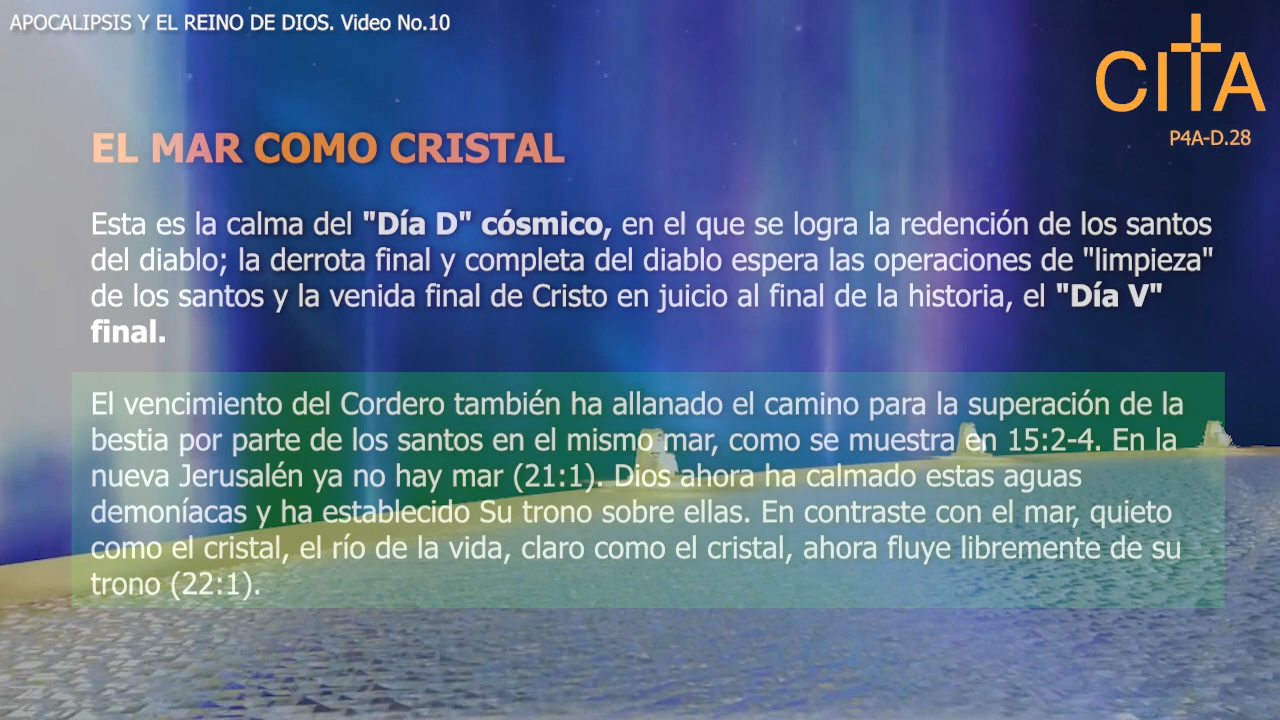 APOCALIPSIS Y EL REINO DE DIOS. Video No.10
CITA
P4A-D.28
EL MAR COMO CRISTAL
Esta es la calma del "Día D" cósmico, en el que se logra la redención de los santos
del diablo; la derrota final y completa del diablo espera las operaciones de "limpieza"
de los santos y la venida final de Cristo en juicio al final de la historia, el "Día V"
final.
El vencimiento del Cordero también ha allanado el camino para la superación de la
bestia por parte de los santos en el mismo mar, como se muestra en 15:2-4. En la
nueva Jerusalén ya no hay mar (21:1). Dios ahora ha calmado estas aguas
demoníacas y ha establecido Su trono sobre ellas. En contraste con el mar, quieto
como el cristal, el río de la vida, claro como el cristal, ahora fluye libremente de su
trono (22:1).